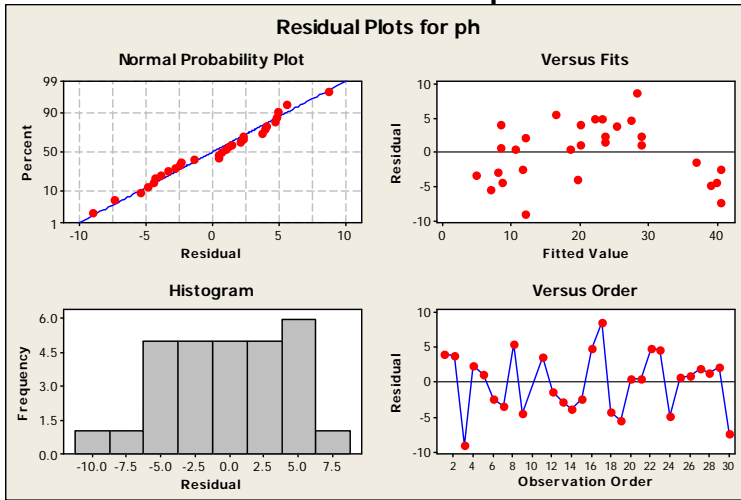 Residual Plots for ph
Normal Probability Plot
Versus Fits
99
90
50
10
1
Percent
-10 -5 0 5 10
Residual
10
5
0
-5
-10
Residual
0 10 20 30 40
Fitted Value
Histogram
Versus Order
6.0
4.5
3.0
1.5
0.0
Frequency
-10.0 -7.5 -5.0 -2.5 0.0 2.5 5.0 7.5
Residual
10
5
0
-5
-10
Residual
2 4 6 8 10 12 14 16 18 20 22 24 26 28 30
Observation Order